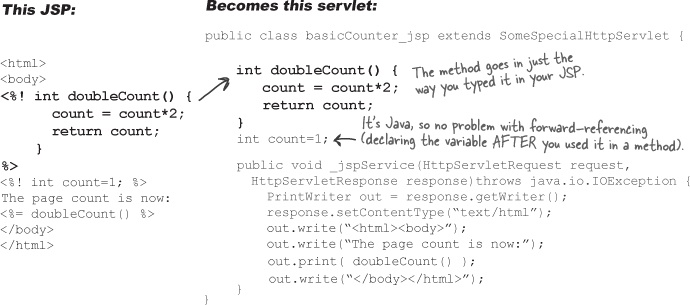 This JSP:
<html>
<body>
<%! int doubleCount() {
count = count*2;
return count;
}
%>
<%! int count=1; %>
The page count is now:
<%= doubleCount() %>
</body>
</html>
Becomes this servlet:
public class basicCounter_jsp extends SomeSpecialHttpServlet {
int doubleCount() {
count = count*2;
return count;
}
The method goes in just the
way you typed it in your JSP.
int count=1;
It's Java, so no problem with forward-referencing
(declaring the variable AFTER you used it in a method).
public void _jspService(HttpServletRequest request,
HttpServletResponse response)throws java.io.IOException {
PrintWriter out = response.getWriter();
response.setContentType(“text/html”);
out.write(“<html><body>”);
out.write(“The page count is now:”);
out.print( doubleCount() );
out.write(“</body></html>”);
}
}